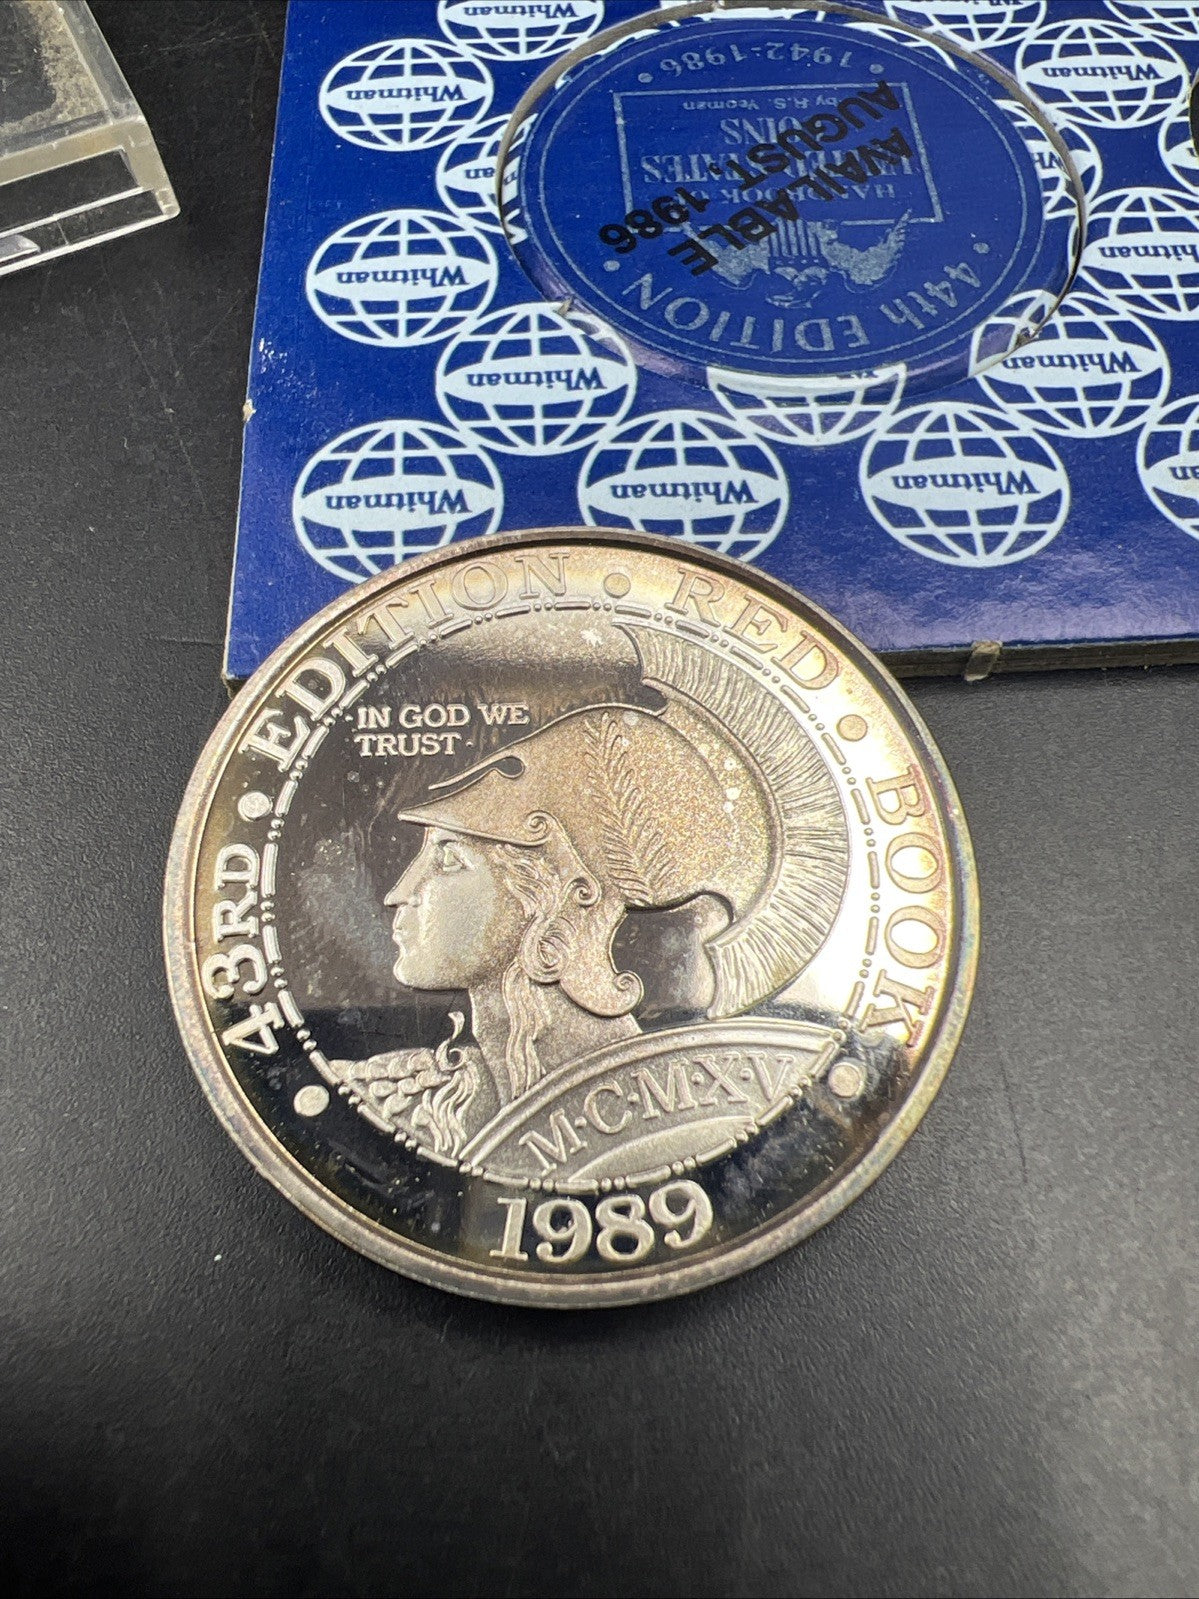 Whitman
Whitman
Whitman
Whitman
• 1942-1986 •
by R.S. Yeoman
COINS
UNITED STATES
HANDBOOK OF
44th EDITION
AVAILABLE
AUGUST, 1986
Whitman
Whitman
Whitman
Whitman
Whitman
Whitman
Whitman
Whitman
43RD • EDITION • RED • BOOK
IN GOD WE
TRUST
M•C•M•X•V
1989